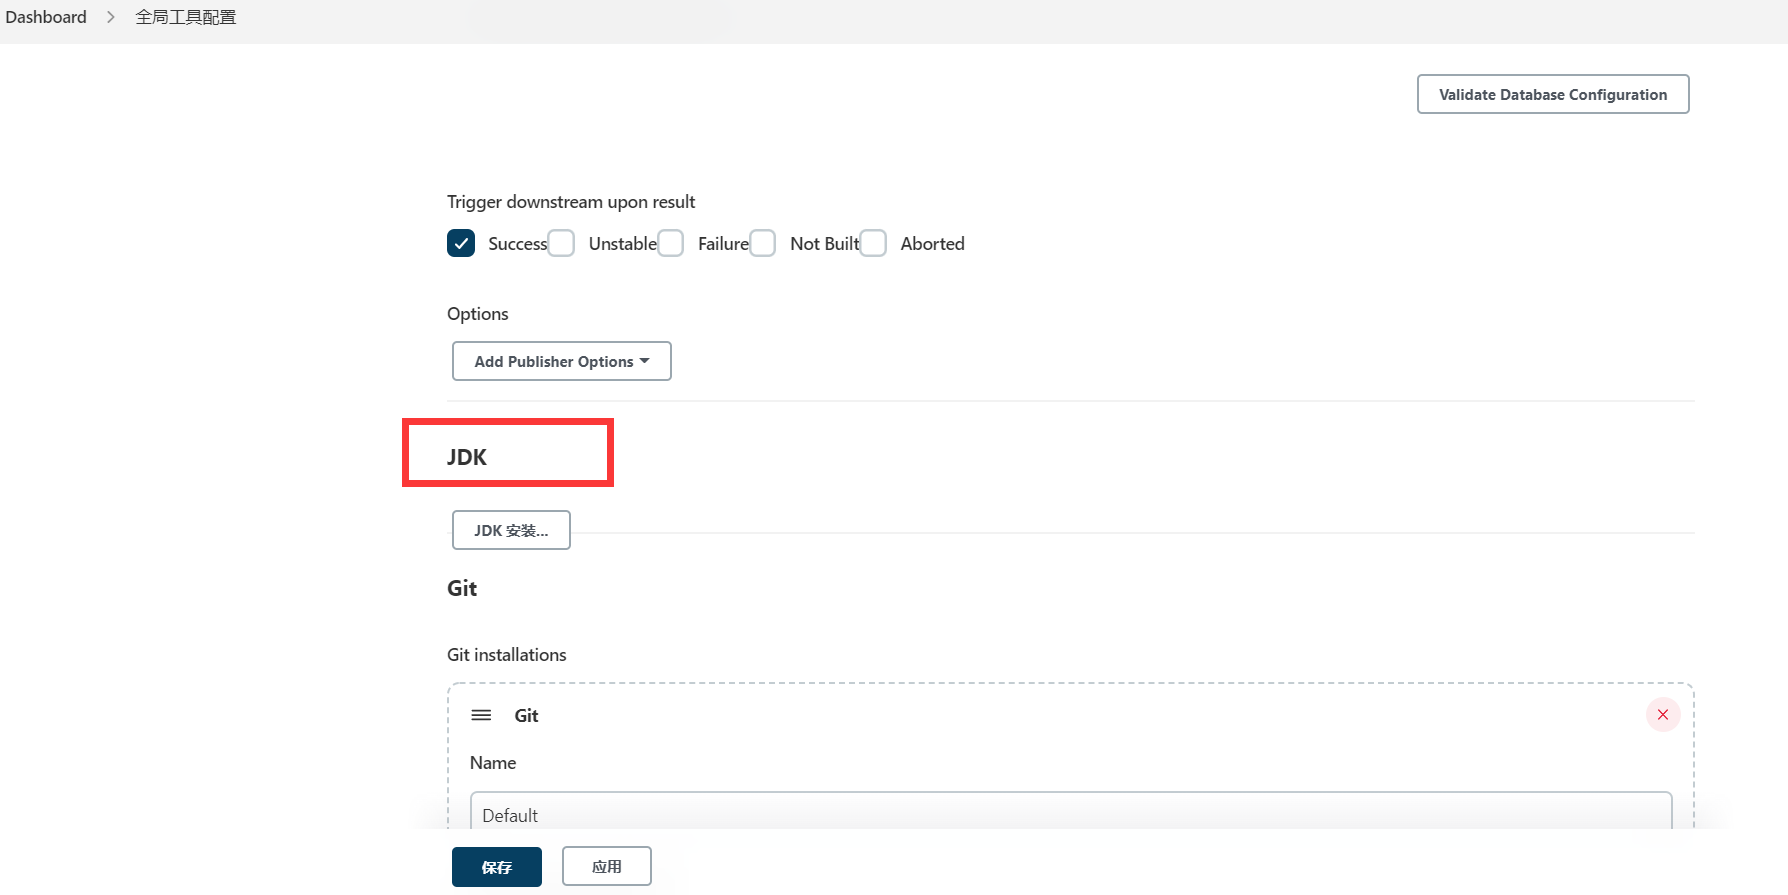 Dashboard > 全局工具配置
Validate Database Configuration
Trigger downstream upon result
Success Unstable Failure Not Built Aborted
Options
Add Publisher Options
JDK
JDK 安装...
Git
Git installations
Git
Name
Default
保存 应用